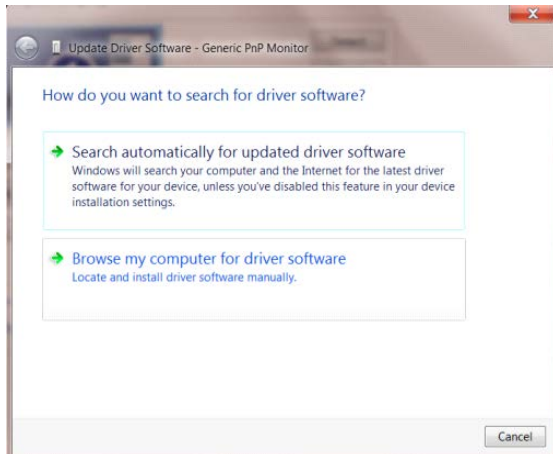 Update Driver Software - Generic PnP Monitor
How do you want to search for driver software?
Search automatically for updated driver software
Windows will search your computer and the Internet for the latest driver
software for your device, unless you've disabled this feature in your device
installation settings.
Browse my computer for driver software
Locate and install driver software manually.
Cancel